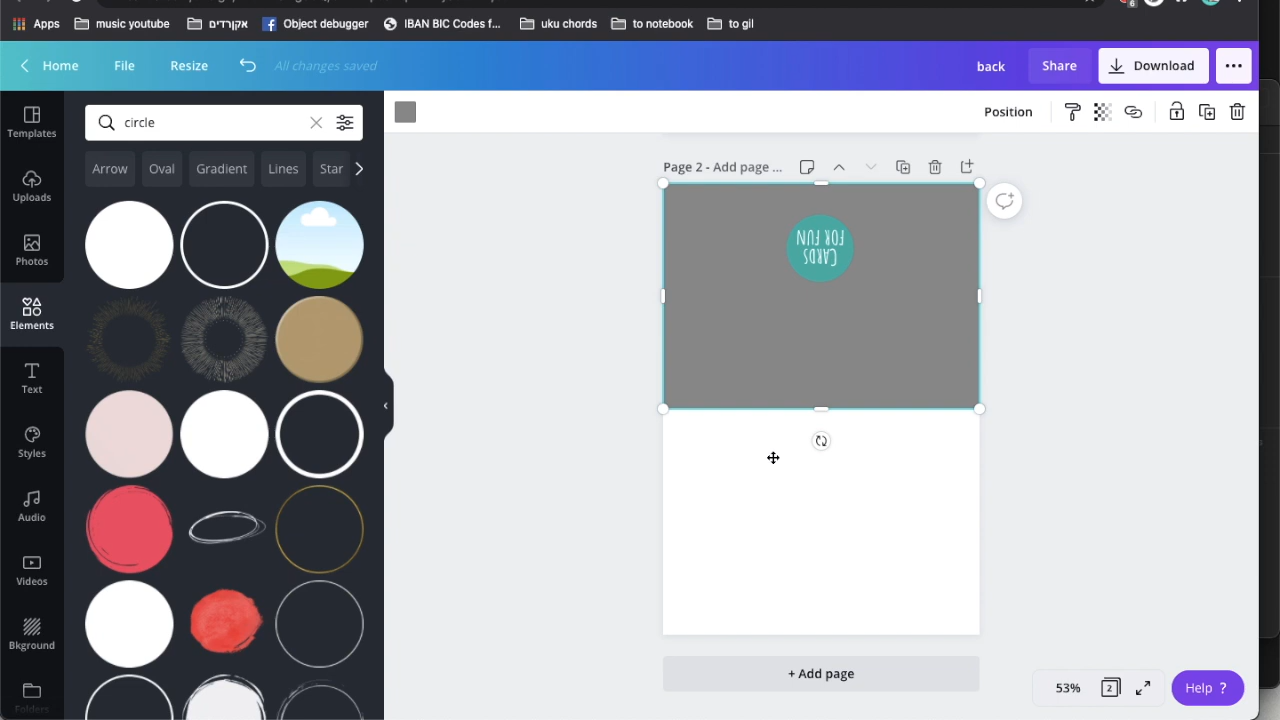 Apps music youtube אקורדים Object debugger IBAN BIC Codes f... uku chords to notebook to gil
Home File Resize All changes saved back Share Download
Position
Templates
circle
Uploads
Arrow Oval Gradient Lines Star
Page 2 - Add page ...
Photos
CARDS
FOR FUN
Elements
Text
Styles
Audio
Videos
Bkground
Folders
+ Add page
53% 2 Help ?